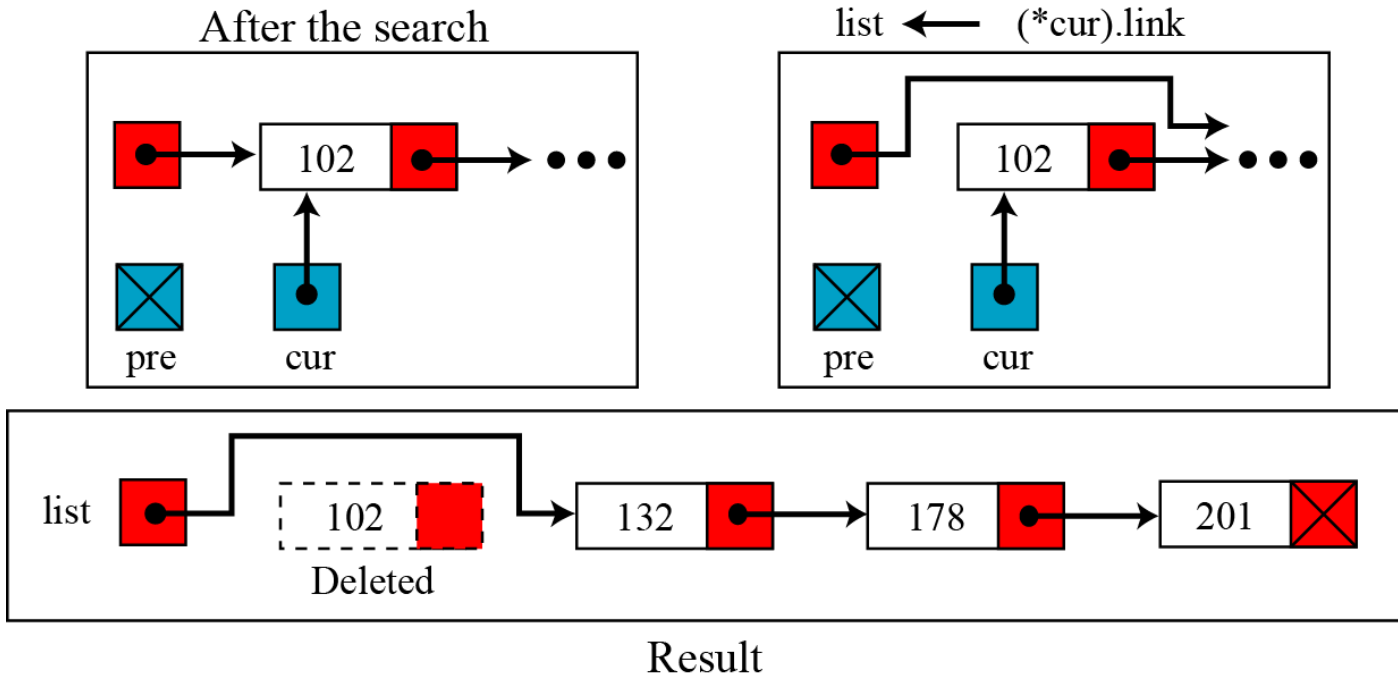 After the search
102
pre cur
list (*cur).link
102
pre cur
list 102 132 178 201
Deleted
Result